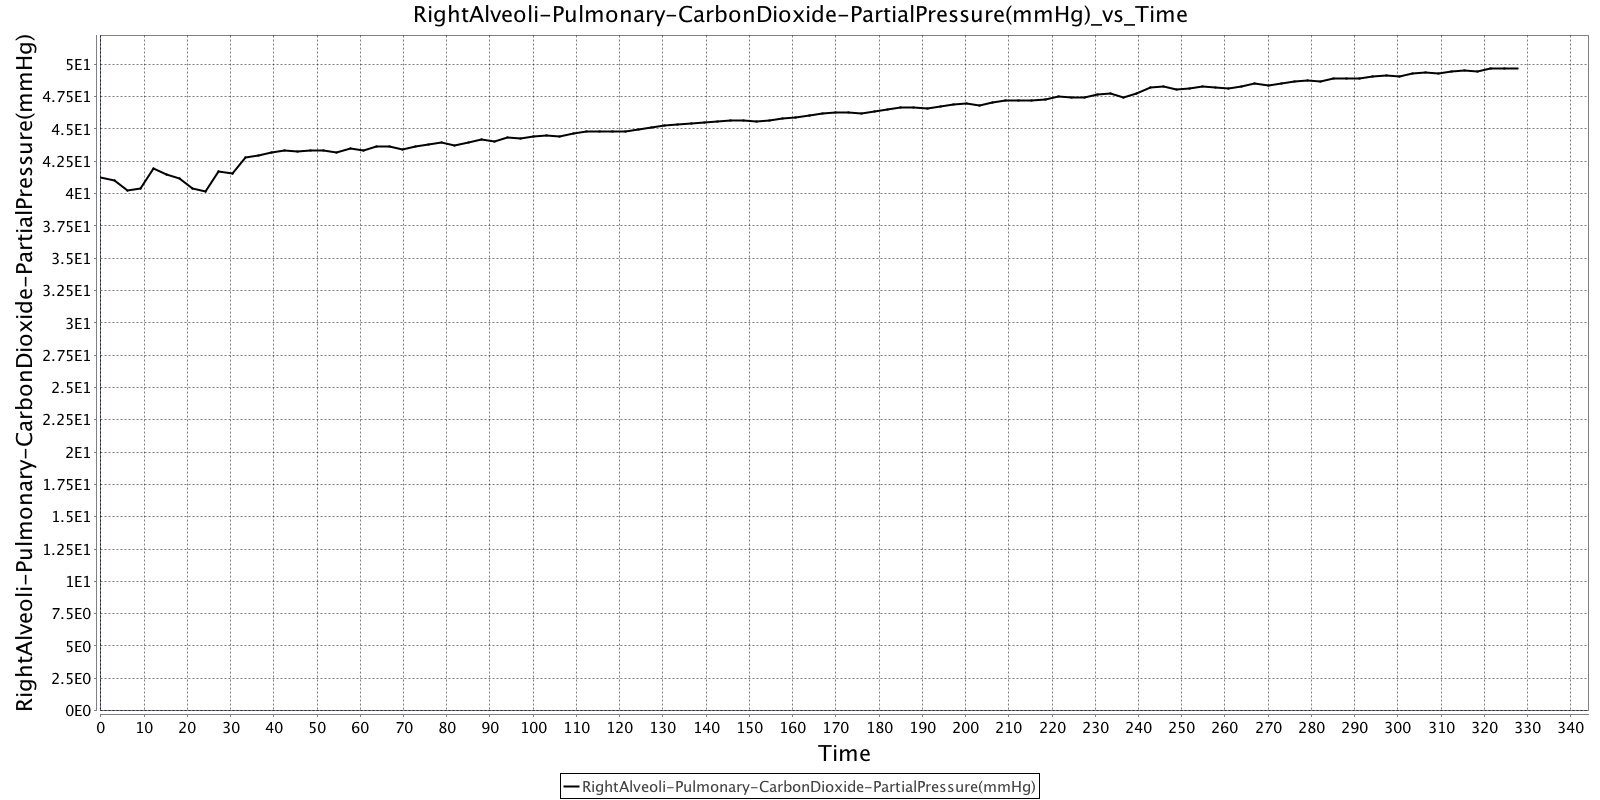 RightAlveoli-Pulmonary-CarbonDioxide-PartialPressure(mmHg)_vs_Time
RightAlveoli-Pulmonary-CarbonDioxide-PartialPressure(mmHg)
5E1
4.75E1
4.5E1
4.25E1
4E1
3.75E1
3.5E1
3.25E1
3E1
2.75E1
2.5E1
2.25E1
2E1
1.75E1
1.5E1
1.25E1
1E1
7.5E0
5E0
2.5E0
0E0
0 10 20 30 40 50 60 70 80 90 100 110 120 130 140 150 160 170 180 190 200 210 220 230 240 250 260 270 280 290 300 310 320 330 340
Time
RightAlveoli-Pulmonary-CarbonDioxide-PartialPressure(mmHg)